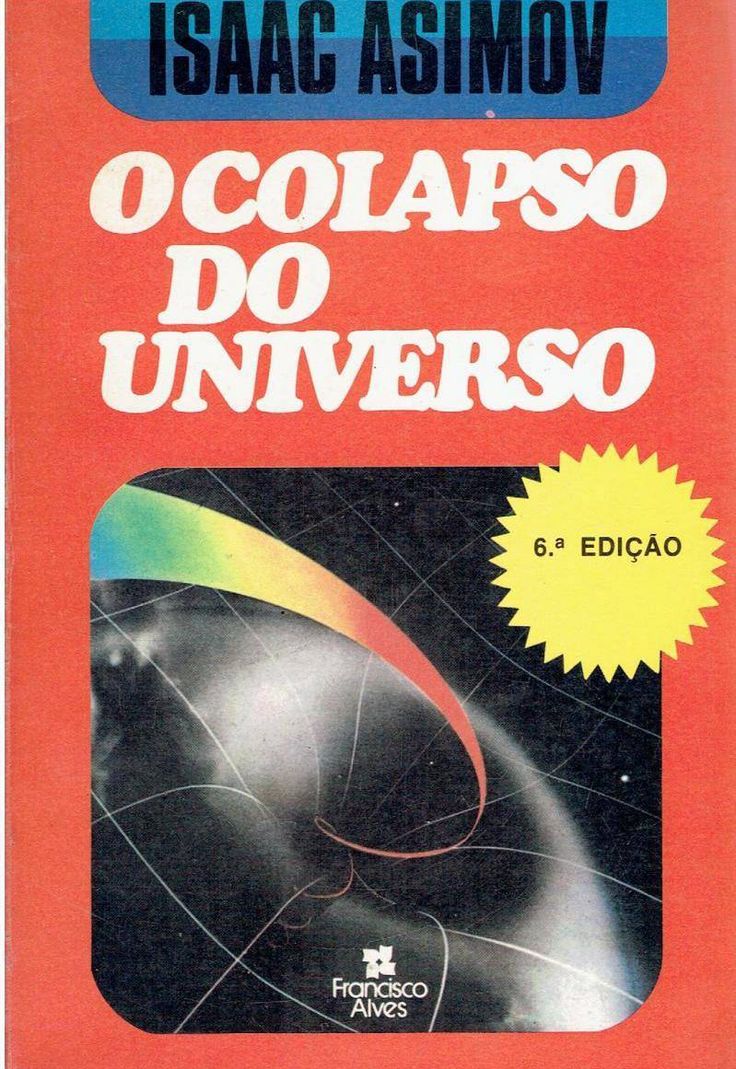 ISAAC ASIMOV
O COLAPSO
DO
UNIVERSO
6.ª EDIÇÃO
Francisco
Alves